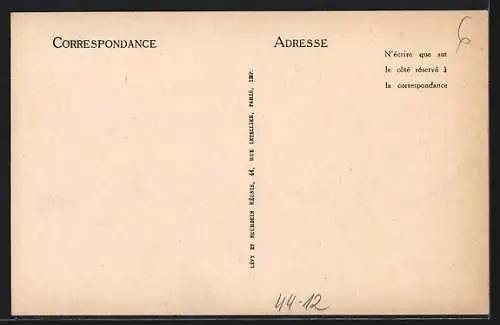 CORRESPONDANCE
ADRESSE
6
N'écrire que sur
le côté réservé à
la correspondance
LÉVY ET NEURDEIN RÉUNIS, 44, RUE LETELLIER, PARIS, IMP.
44-12